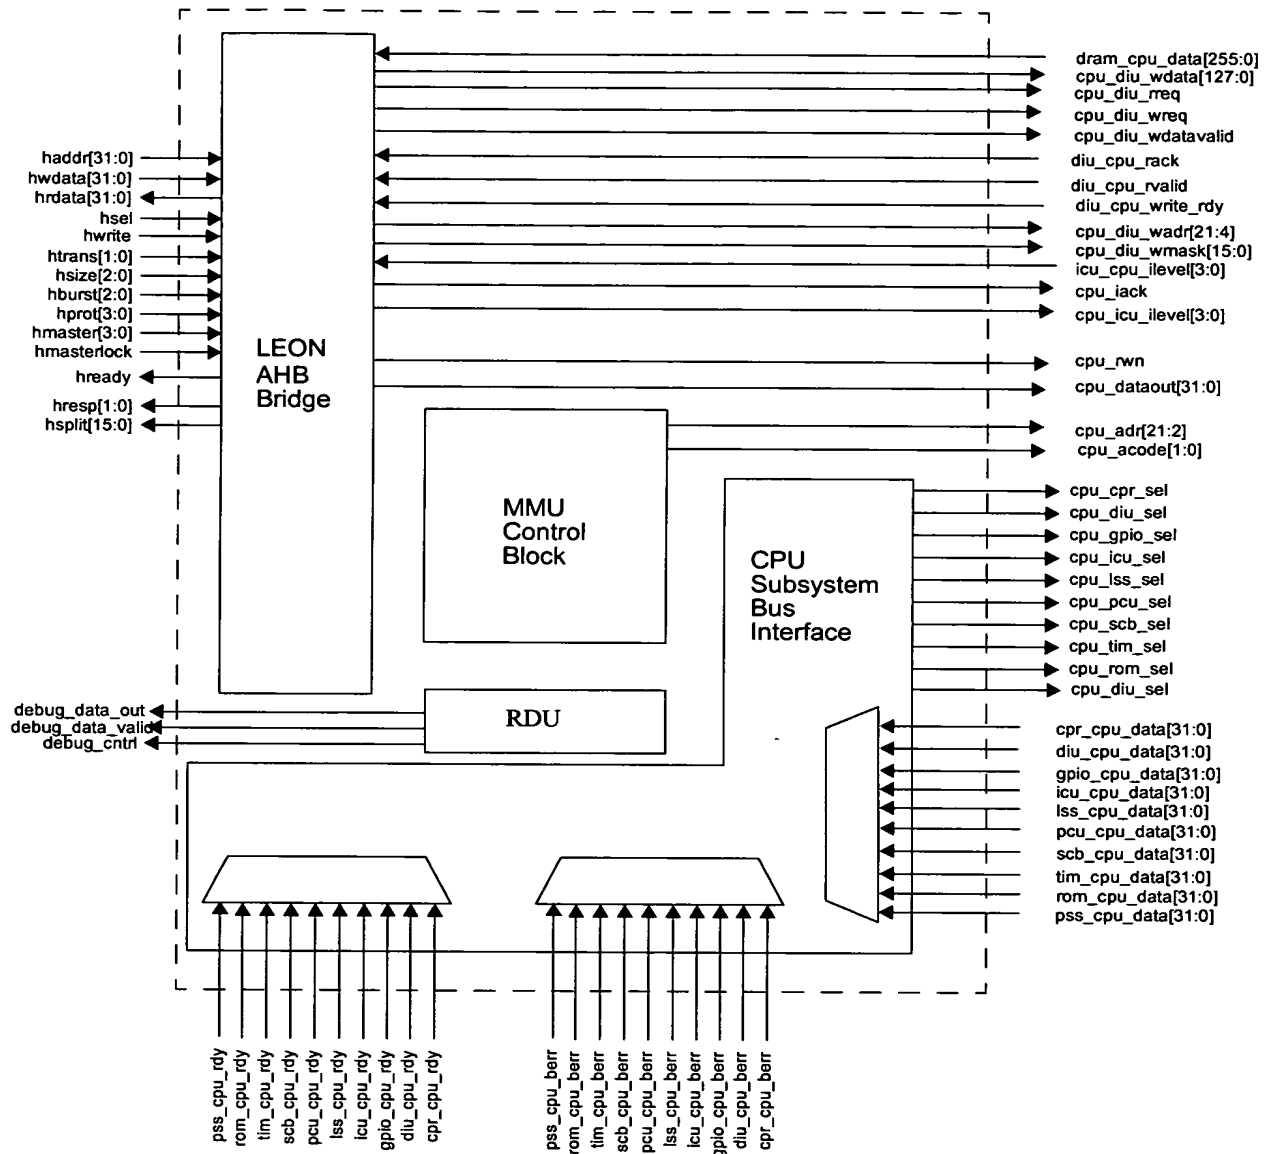 dram_cpu_data[255:0]
cpu_diu_wdata[127:0]
cpu_diu_rreq
cpu_diu_wreq
cpu_diu_wdatavalid
diu_cpu_rack
diu_cpu_rvalid
diu_cpu_write_rdy
cpu_diu_wadr[21:4]
cpu_diu_wmask[15:0]
icu_cpu_ilevel[3:0]
cpu_iack
cpu_icu_ilevel[3:0]
cpu_rwn
cpu_dataout[31:0]
cpu_adr[21:2]
cpu_acode[1:0]
haddr[31:0]
hwdata[31:0]
hrdata[31:0]
hsel
hwrite
htrans[1:0]
hsize[2:0]
hburst[2:0]
hprot[3:0]
hmaster[3:0]
hmasterlock
hready
hresp[1:0]
hsplit[15:0]
LEON
AHB
Bridge
MMU
Control
Block
CPU
Subsystem
Bus
Interface
cpu_cpr_sel
cpu_diu_sel
cpu_gpio_sel
cpu_icu_sel
cpu_lss_sel
cpu_pcu_sel
cpu_scb_sel
cpu_tim_sel
cpu_rom_sel
cpu_diu_sel
debug_data_out
debug_data_valid
debug_cntrl
RDU
cpr_cpu_data[31:0]
diu_cpu_data[31:0]
gpio_cpu_data[31:0]
icu_cpu_data[31:0]
lss_cpu_data[31:0]
pcu_cpu_data[31:0]
scb_cpu_data[31:0]
tim_cpu_data[31:0]
rom_cpu_data[31:0]
pss_cpu_data[31:0]
pss_cpu_rdy
rom_cpu_rdy
tim_cpu_rdy
scb_cpu_rdy
pcu_cpu_rdy
lss_cpu_rdy
icu_cpu_rdy
gpio_cpu_rdy
diu_cpu_rdy
cpr_cpu_rdy
pss_cpu_berr
rom_cpu_berr
tim_cpu_berr
scb_cpu_berr
pcu_cpu_berr
lss_cpu_berr
icu_cpu_berr
gpio_cpu_berr
diu_cpu_berr
cpr_cpu_berr